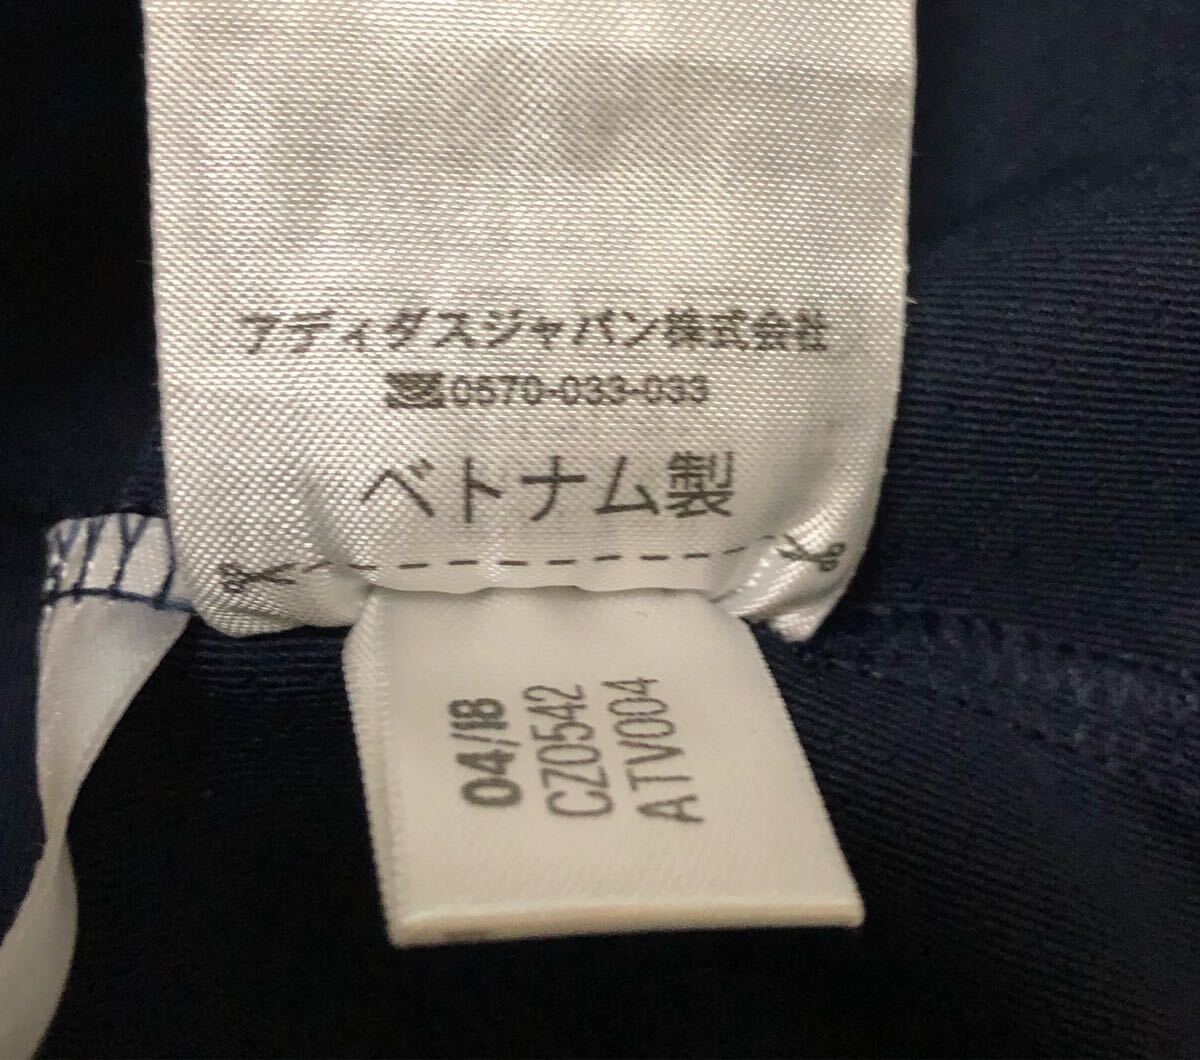 アディダスジャパン株式会社
0570-033-033
ベトナム製
04/18
CZ0542
ATV004